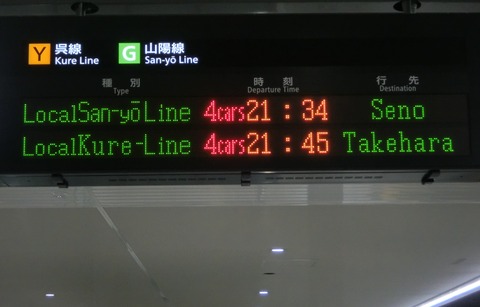 Y 呉線 G 山陽線
Kure Line San-yō Line
種別 時刻 行先
Type Departure Time Destination
Local San-yō Line 4cars 21:34 Seno
Local Kure-Line 4cars 21:45 Takehara